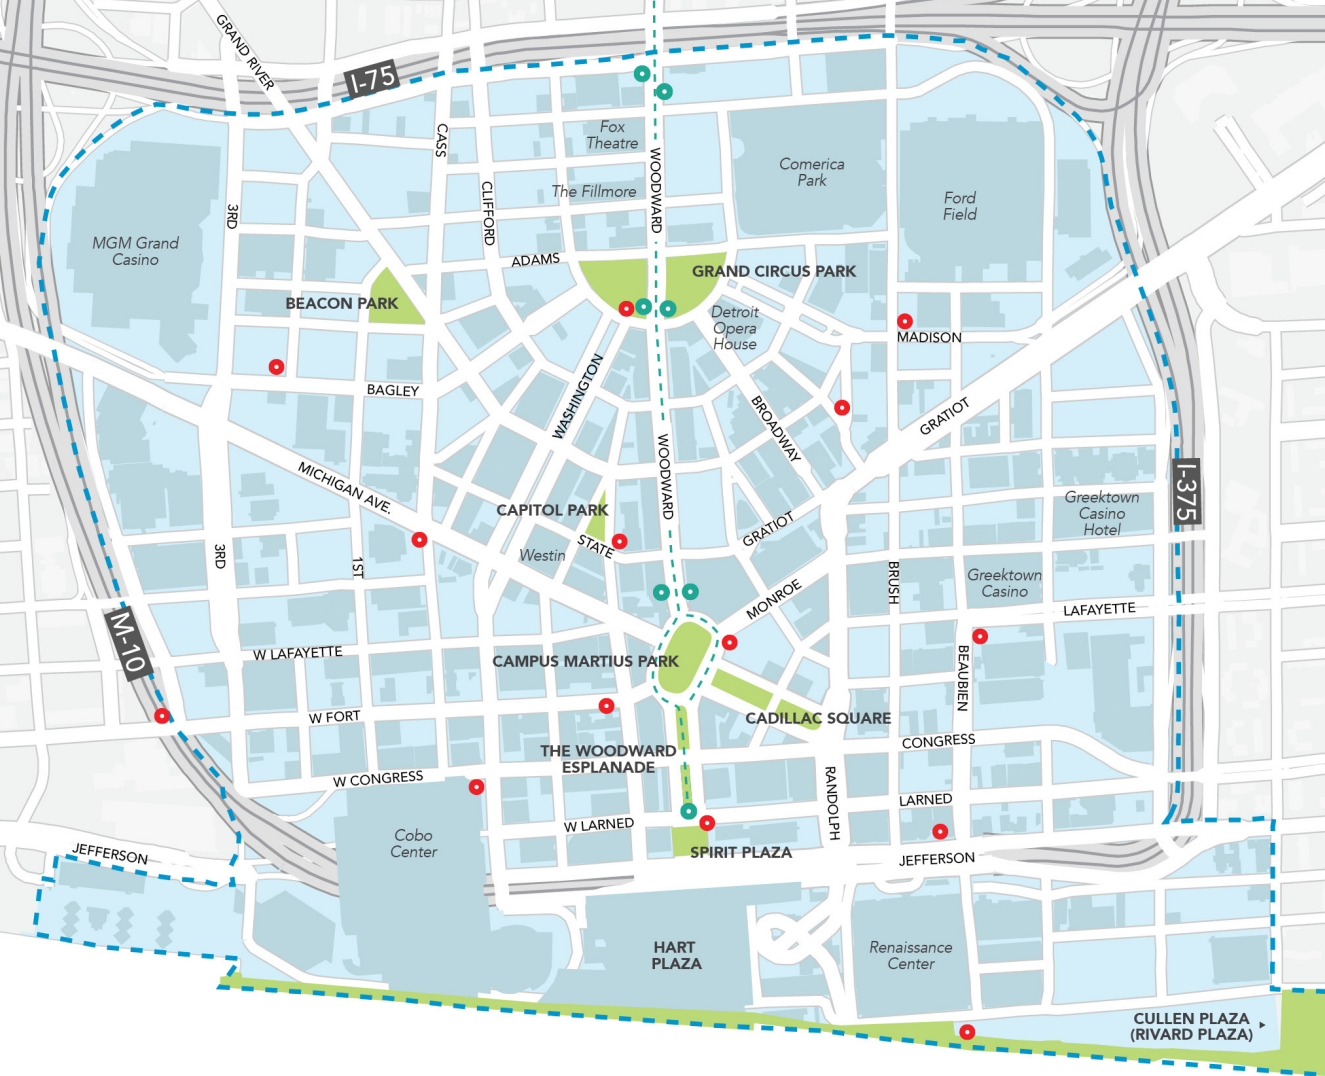 GRAND RIVER
I-75
CASS
Fox
Theatre
WOODWARD
Comerica
Park
CLIFFORD
The Fillmore
3RD
Ford
Field
MGM Grand
Casino
ADAMS
GRAND CIRCUS PARK
BEACON PARK
Detroit
Opera
House
MADISON
BAGLEY
WASHINGTON
BROADWAY
GRATIOT
WOODWARD
MICHIGAN AVE.
I-375
CAPITOL PARK
Greektown
Casino
Hotel
GRATIOT
STATE
Westin
3RD
1ST
BRUSH
Greektown
Casino
MONROE
LAFAYETTE
M-10
W LAFAYETTE
CAMPUS MARTIUS PARK
BEAUBIEN
W FORT
CADILLAC SQUARE
CONGRESS
THE WOODWARD
ESPLANADE
W CONGRESS
RANDOLPH
LARNED
W LARNED
Cobo
Center
SPIRIT PLAZA
JEFFERSON
JEFFERSON
HART
PLAZA
Renaissance
Center
CULLEN PLAZA
(RIVARD PLAZA)